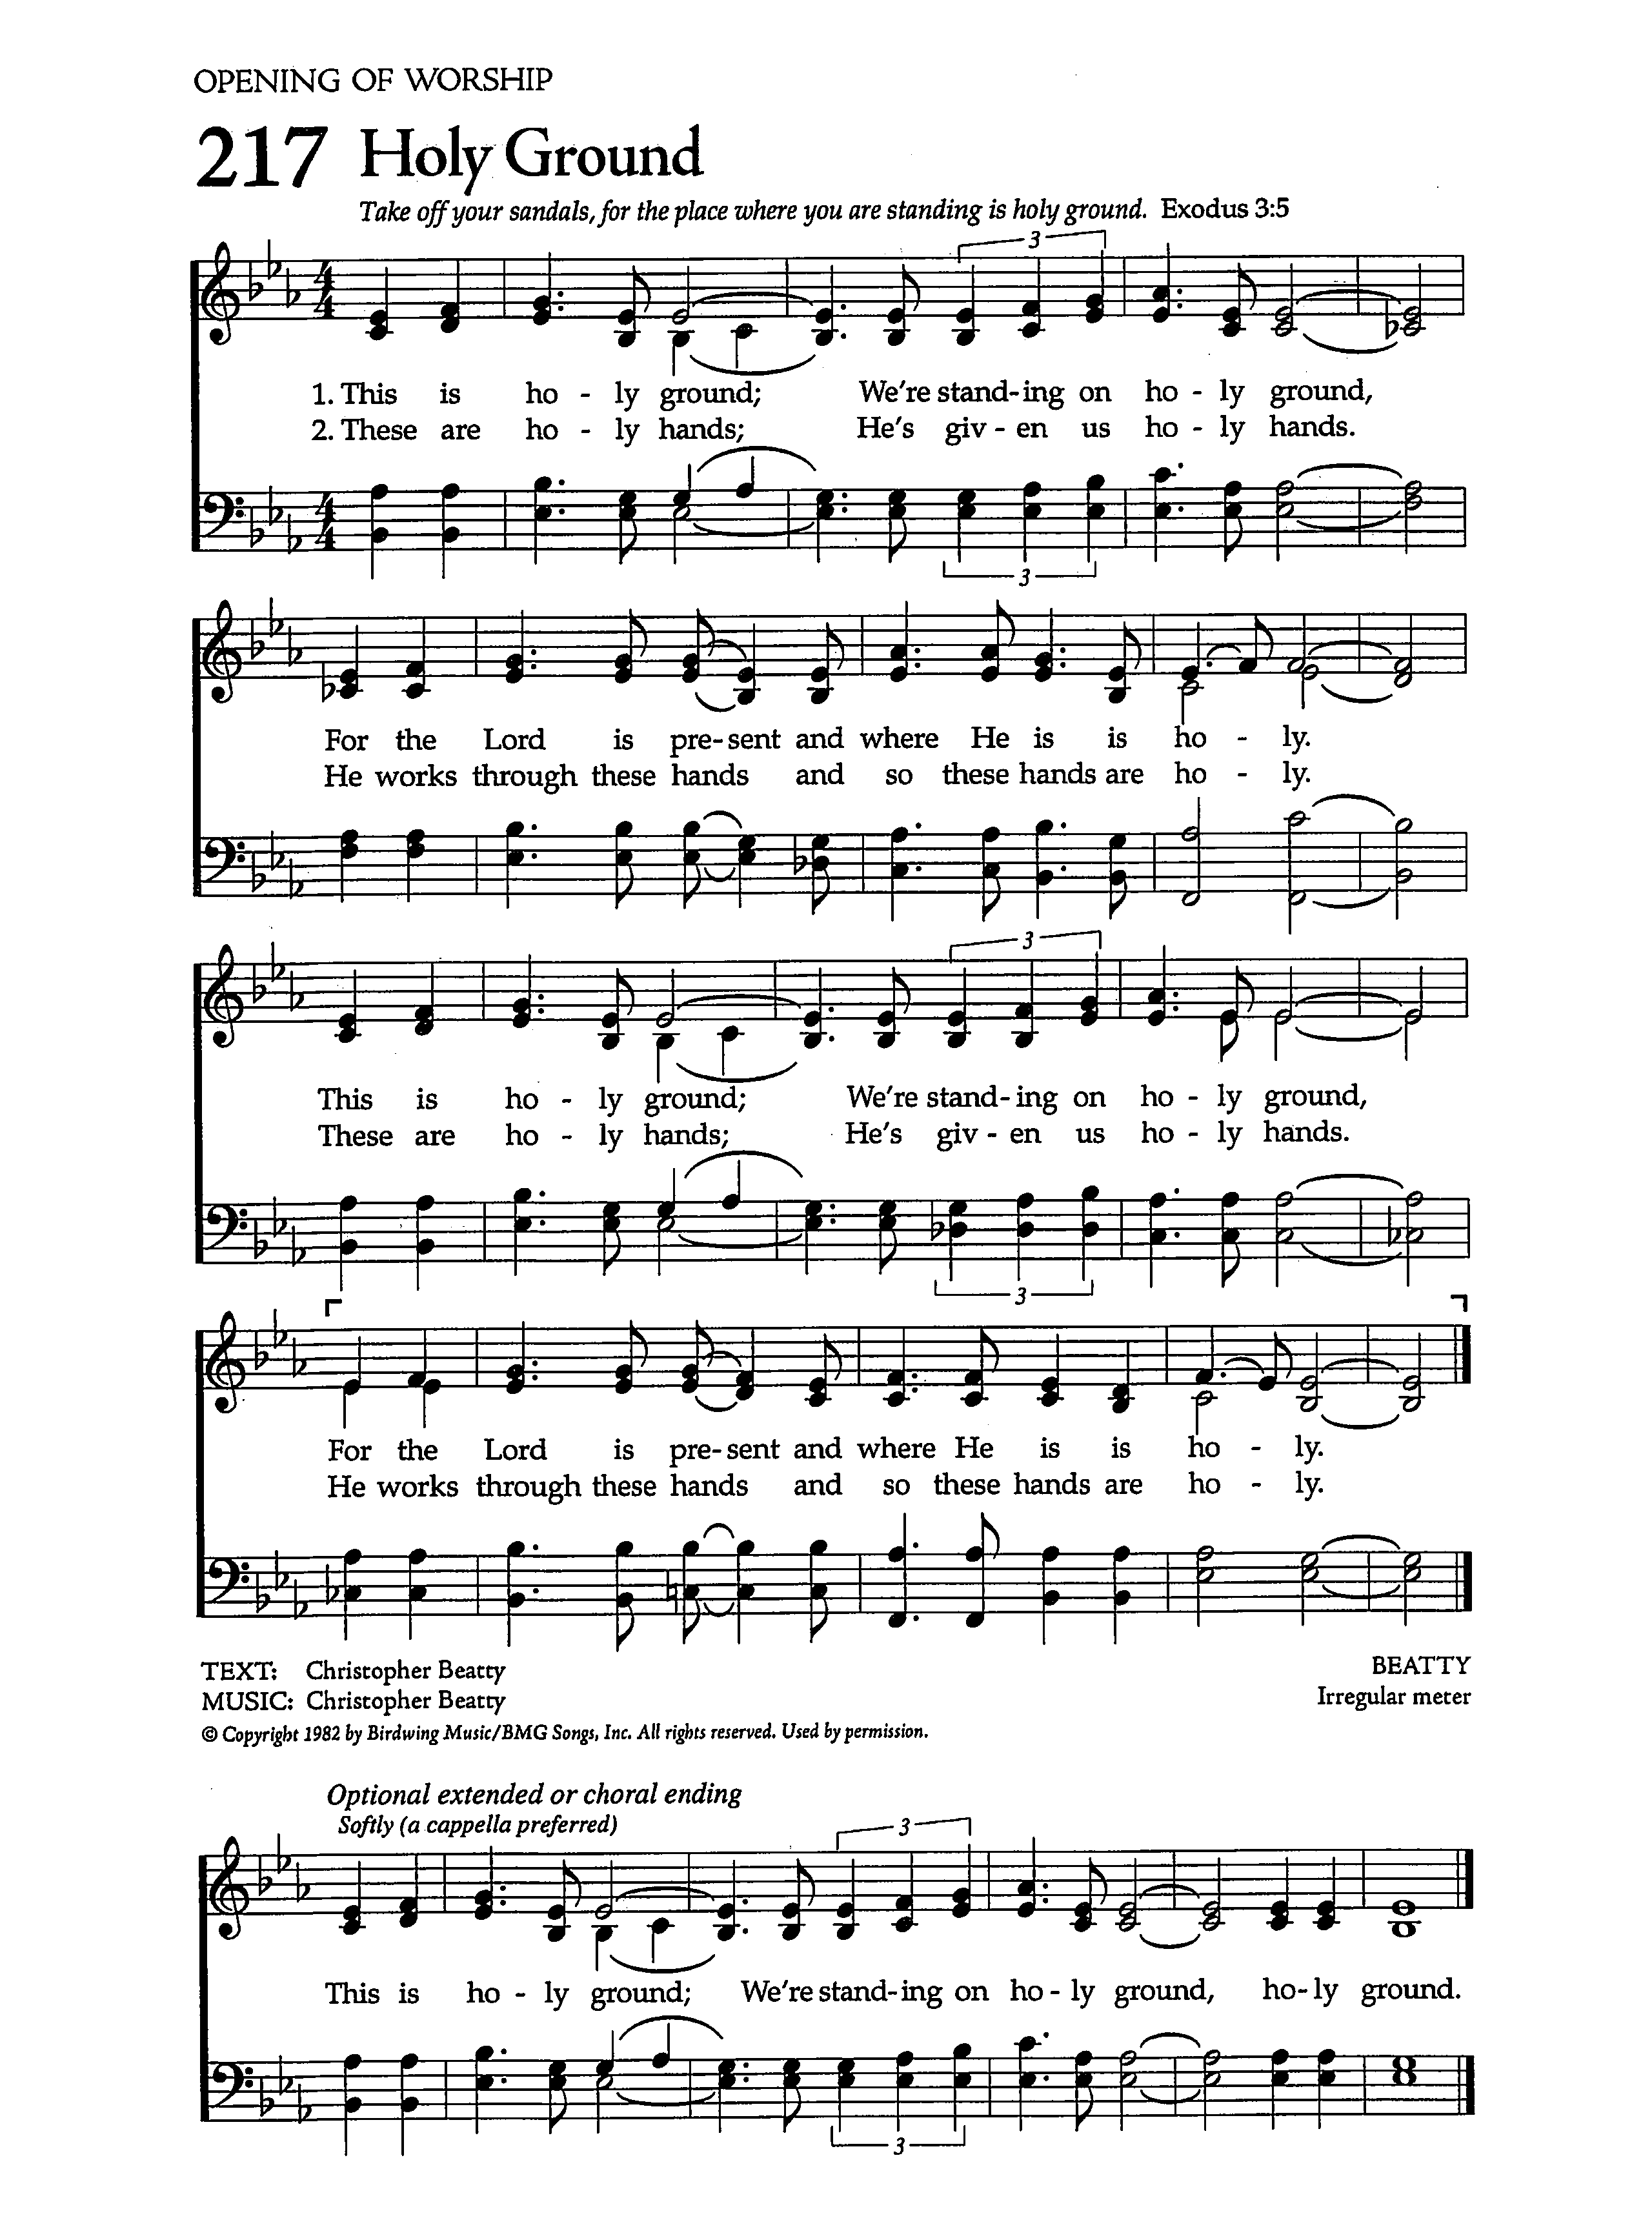 OPENING OF WORSHIP
217 Holy Ground
Take off your sandals, for the place where you are standing is holy ground. Exodus 3:5
3
1. This is ho - ly ground; We're stand-ing on ho - ly ground,
2. These are ho - ly hands; He's giv - en us ho - ly hands.
3
For the Lord is pre-sent and where He is is ho - ly.
He works through these hands and so these hands are ho - ly.
3
This is ho - ly ground; We're stand-ing on ho - ly ground,
These are ho - ly hands; He's giv - en us ho - ly hands.
3
For the Lord is pre-sent and where He is is ho - ly.
He works through these hands and so these hands are ho - ly.
TEXT: Christopher Beatty BEATTY
MUSIC: Christopher Beatty Irregular meter
© Copyright 1982 by Birdwing Music/BMG Songs, Inc. All rights reserved. Used by permission.
Optional extended or choral ending
Softly (a cappella preferred)
3
This is ho - ly ground; We're stand-ing on ho - ly ground, ho-ly ground.
3